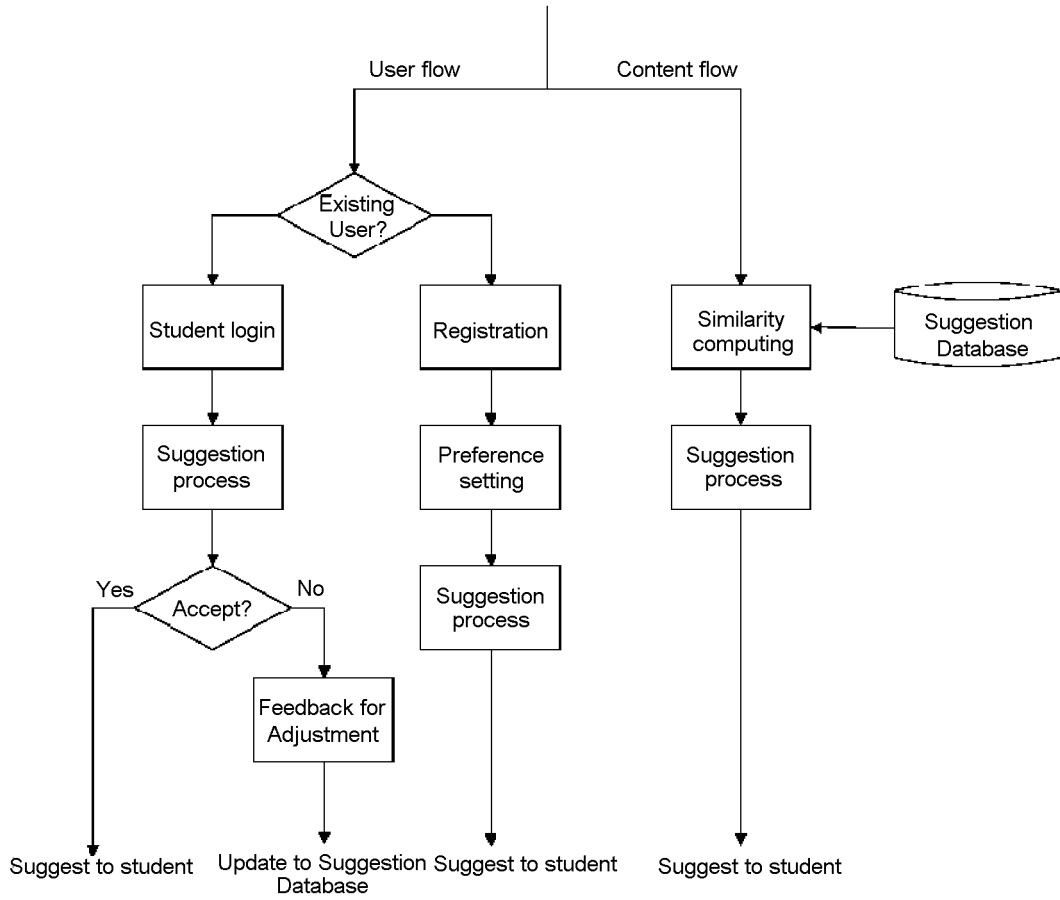 User flow
Content flow
Existing
User?
Student login
Registration
Similarity
computing
Suggestion
Database
Suggestion
process
Preference
setting
Suggestion
process
Yes
Accept?
No
Suggestion
process
Feedback for
Adjustment
Suggest to student
Update to Suggestion
Database
Suggest to student
Suggest to student